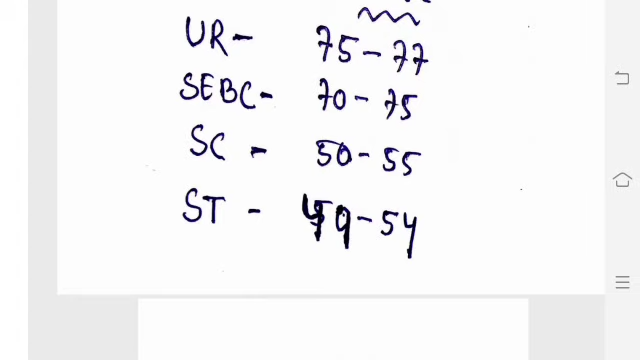 UR - 75 - 77
SEBC - 70 - 75
SC - 50 - 55
ST - 49 - 54